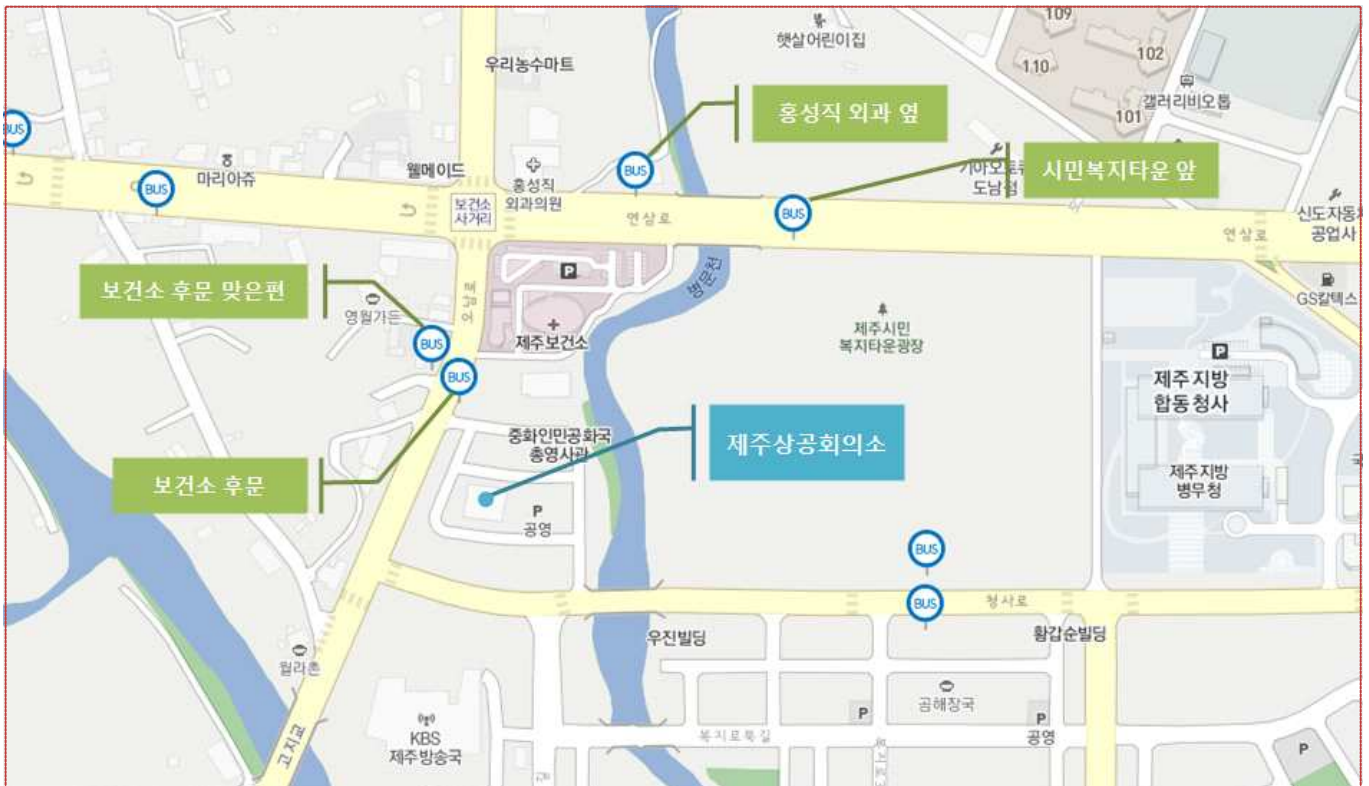 109
102
110
101
햇살어린이집
우리농수마트
갤러리비오톱
홍성직 외과 옆
BUS
BUS
BUS
마리아쥬
웰메이드
홍성직
외과의원
보건소
사거리
도남점
시민복지타운 앞
BUS
연삼로
연삼로
신도자동
공업사
GS칼텍스
병문천
P
보건소 후문 맞은편
영월가든
오남로
BUS
BUS
제주보건소
제주시민
복지타운광장
P
제주지방
합동청사
제주지방
병무청
중화인민공화국
총영사관
제주상공회의소
보건소 후문
P
공영
BUS
BUS
청사로
우진빌딩
황갑순빌딩
월라촌
고지교
KBS
제주방송국
곰해장국
P
P
공영
복지로북길
P